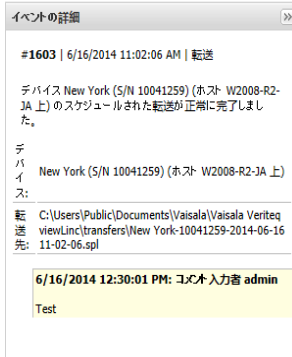 イベントの詳細
#1603 | 6/16/2014 11:02:06 AM | 転送
デバイス New York (S/N 10041259) (ホスト W2008-R2-
JA 上) のスケジュールされた転送が正常に完了しまし
た。
デバイス:
New York (S/N 10041259) (ホスト W2008-R2-JA 上)
転送先:
C:\Users\Public\Documents\Vaisala\Vaisala Veriteq
viewLinc\transfers\New York-10041259-2014-06-16
11-02-06.spl
6/16/2014 12:30:01 PM: コメント入力者 admin
Test